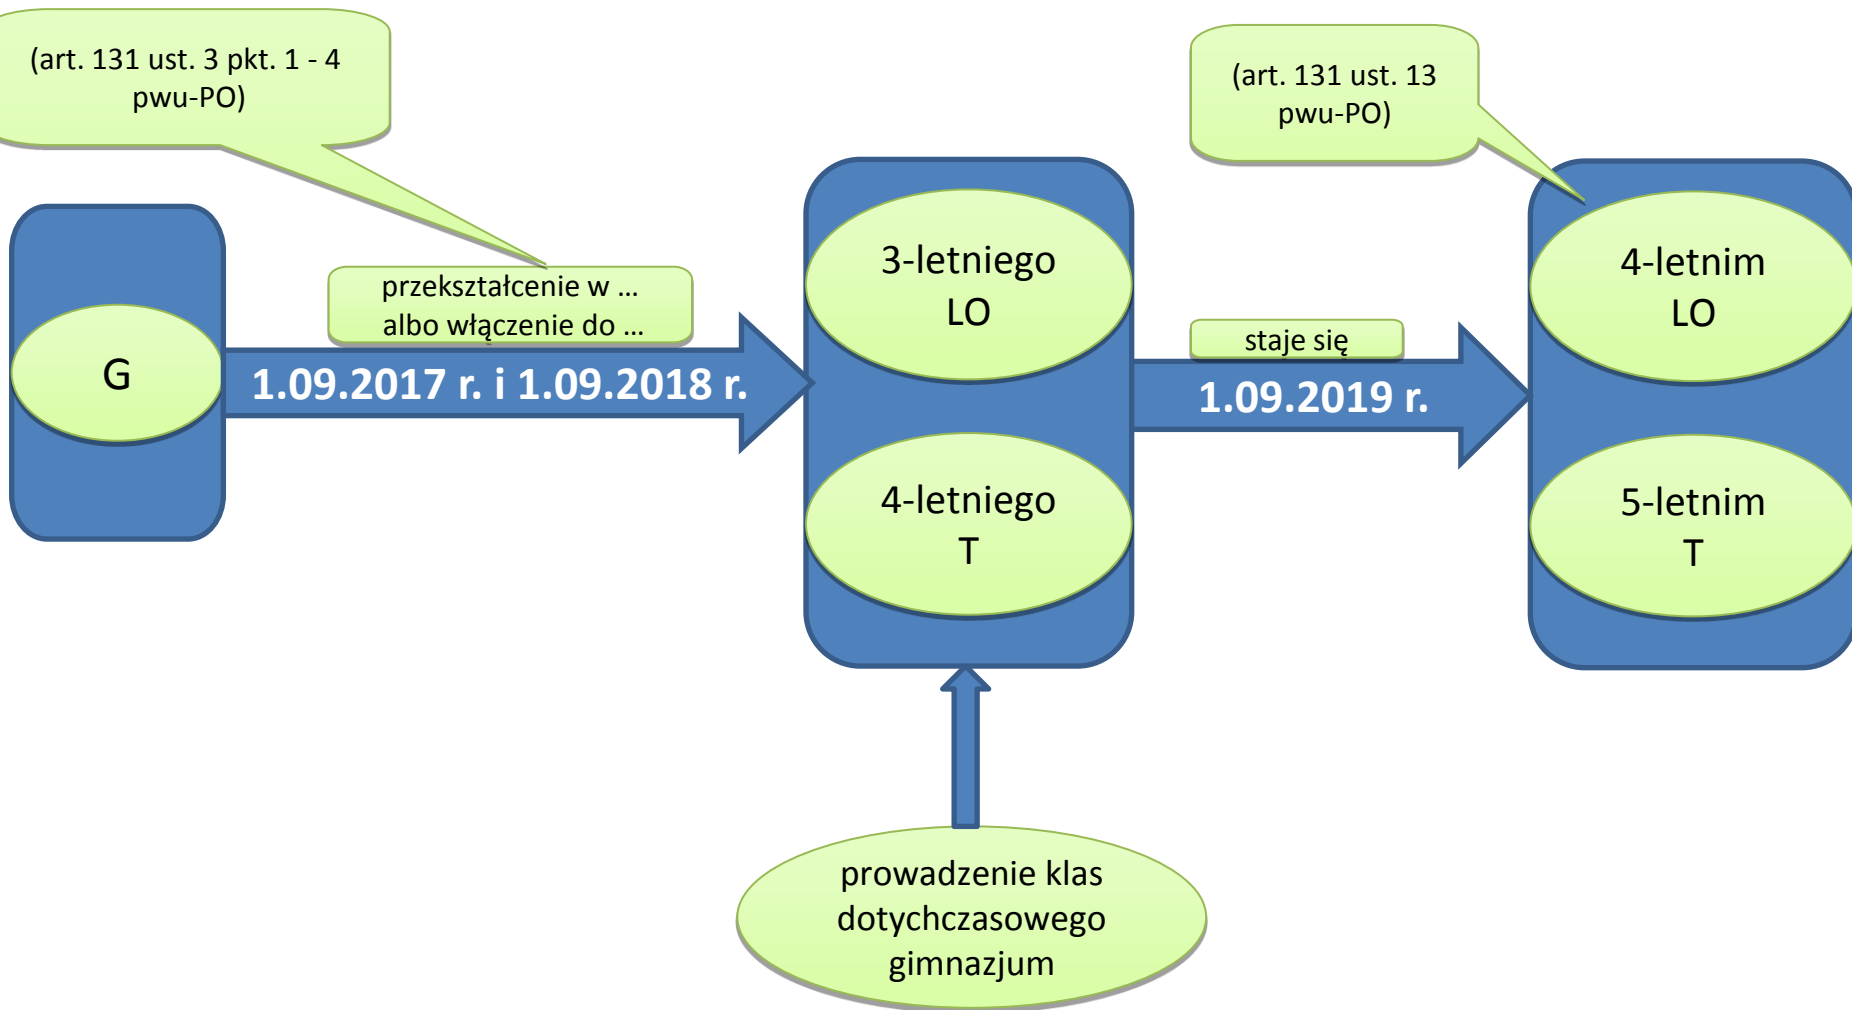 (art. 131 ust. 3 pkt. 1 - 4
pwu-PO)
(art. 131 ust. 13
pwu-PO)
G
przekształcenie w ...
albo włączenie do ...
1.09.2017 r. i 1.09.2018 r.
3-letniego
LO
4-letniego
T
staje się
1.09.2019 r.
4-letnim
LO
5-letnim
T
prowadzenie klas
dotychczasowego
gimnazjum